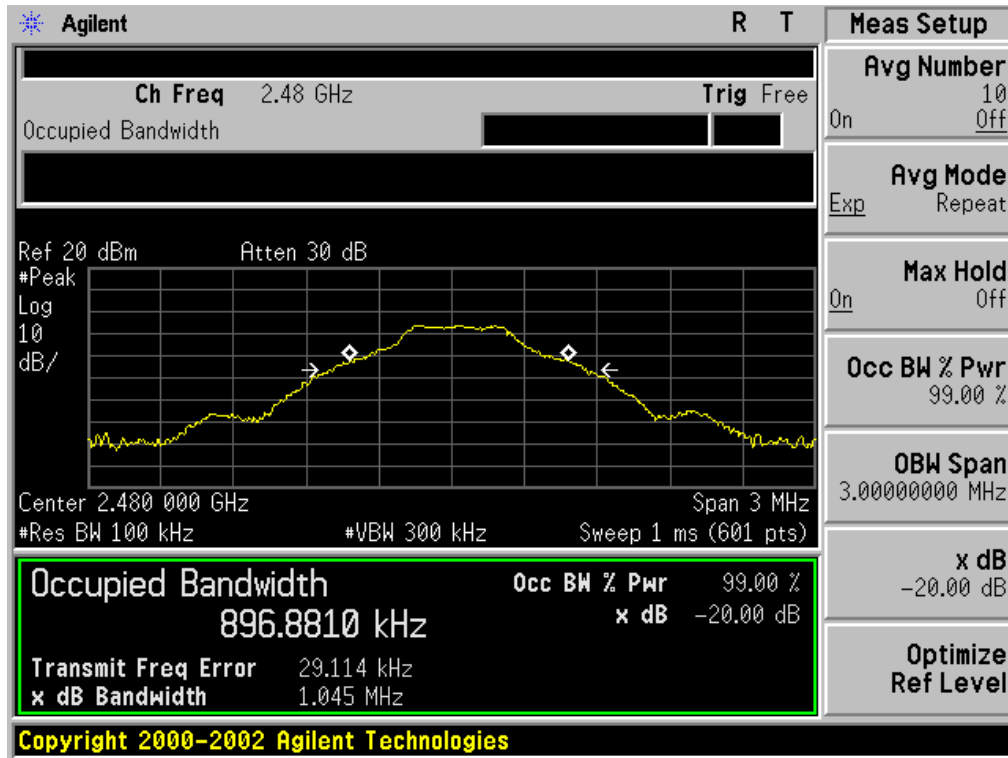 Agilent R T
Ch Freq 2.48 GHz Trig Free
Occupied Bandwidth
Ref 20 dBm Atten 30 dB
#Peak
Log
10
dB/
Center 2.480 000 GHz Span 3 MHz
#Res BW 100 kHz #VBW 300 kHz Sweep 1 ms (601 pts)
Occupied Bandwidth Occ BW % Pwr 99.00 %
896.8810 kHz x dB -20.00 dB
Transmit Freq Error 29.114 kHz
x dB Bandwidth 1.045 MHz
Copyright 2000-2002 Agilent Technologies
Meas Setup
Avg Number
10
On Off
Avg Mode
Exp Repeat
Max Hold
On Off
Occ BW % Pwr
99.00 %
OBW Span
3.00000000 MHz
x dB
-20.00 dB
Optimize
Ref Level